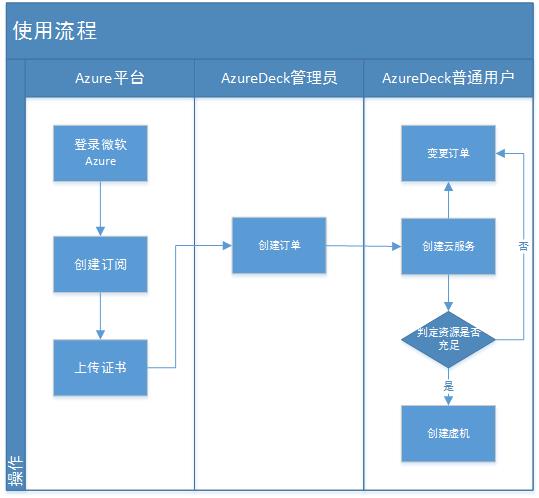 使用流程
Azure平台
AzureDeck管理员
AzureDeck普通用户
登录微软
Azure
创建订阅
上传证书
创建订单
变更订单
创建云服务
否
判定资源是否
充足
是
创建虚机
操作